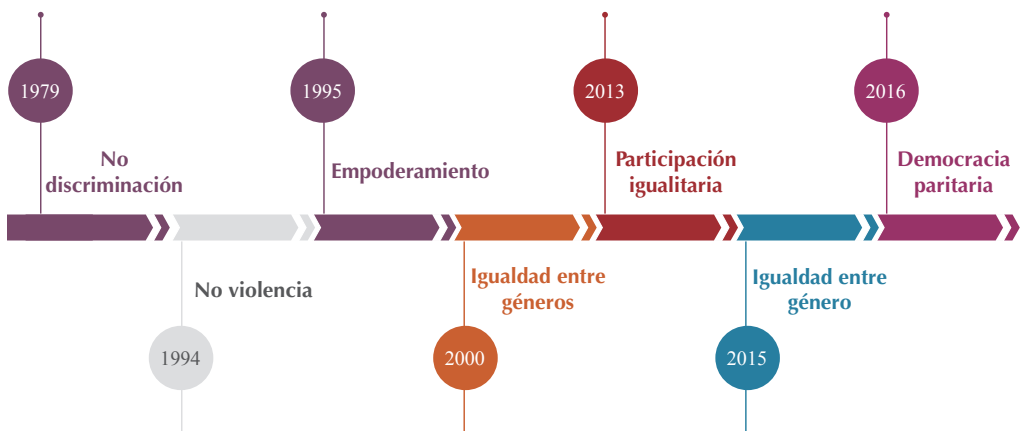 1979
No
discriminación
1994
No violencia
1995
Empoderamiento
2000
Igualdad entre
géneros
2013
Participación
igualitaria
2015
Igualdad entre
género
2016
Democracia
paritaria